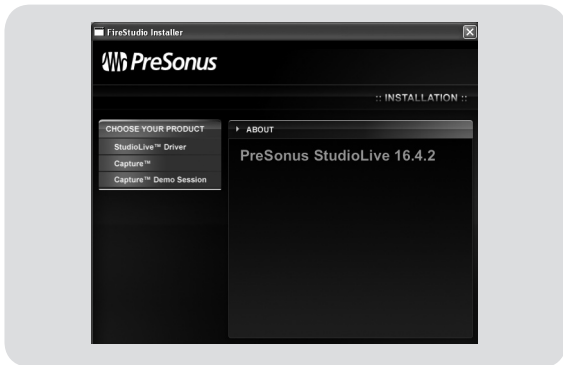 FireStudio Installer
PreSonus
:: INSTALLATION ::
CHOOSE YOUR PRODUCT
StudioLive™ Driver
Capture™
Capture™ Demo Session
ABOUT
PreSonus StudioLive 16.4.2